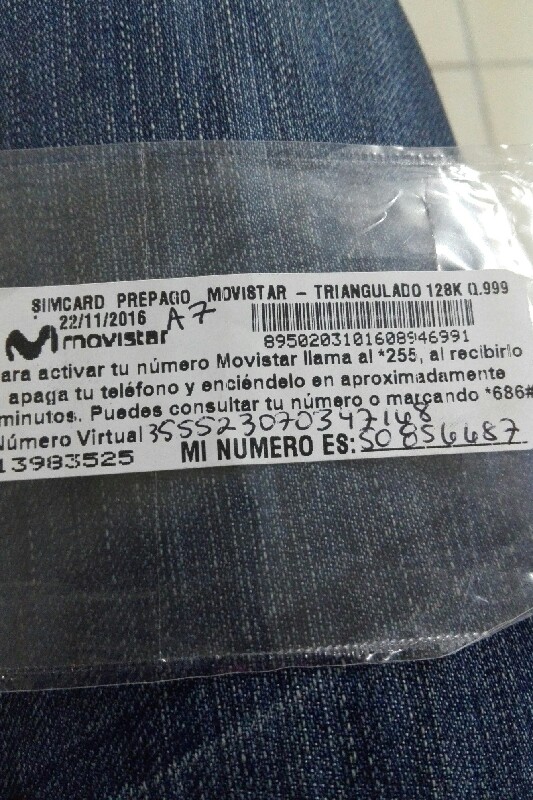 SIMCARD PREPAGO MOVISTAR - TRIANGULADO 128K Q.999
22/11/2016 A7
movistar
8950203101608946991
ara activar tu número Movistar llama al *255, al recibirlo
apaga tu teléfono y enciéndelo en aproximadamente
minutos. Puedes consultar tu número o marcando *686#
Número Virtual 355523070347148
13983525 MI NUMERO ES: 50856687